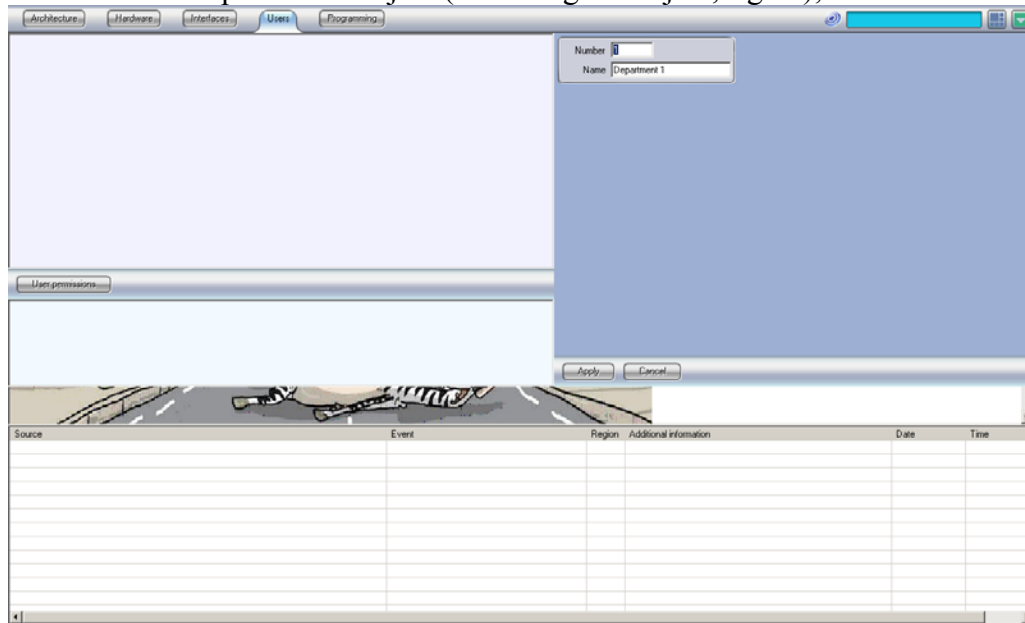 Architecture Hardware Interfaces Users Programming
Number 1
Name Department 1
User permissions
Apply Cancel
Source Event Region Additional information Date Time